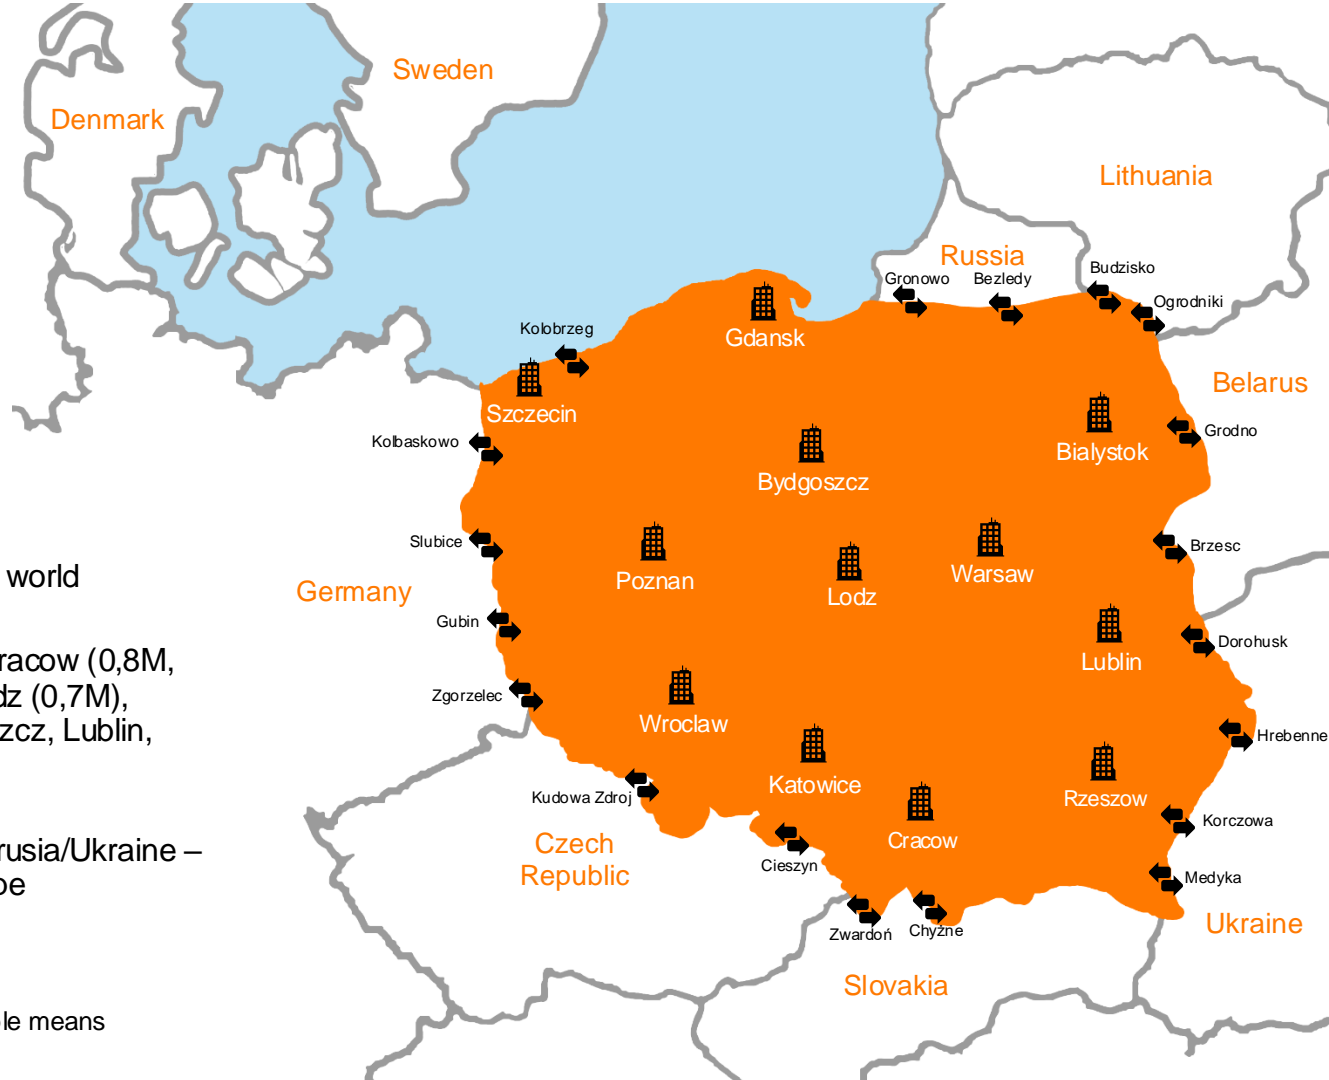 Sweden
Denmark
Lithuania
Russia
Gronowo
Bezledy
Budzisko
Ogrodniki
Kolobrzeg
Gdansk
Szczecin
Belarus
Kolbaskowo
Bialystok
Grodno
Bydgoszcz
Slubice
Brzesc
world
Germany
Poznan
Lodz
Warsaw
Gubin
Dorohusk
racow (0,8M,
Lublin
dz (0,7M),
Zgorzelec
zcz, Lublin,
Wroclaw
Hrebenne
Katowice
Rzeszow
Kudowa Zdroj
Korczowa
Cracow
Czech
Republic
rusia/Ukraine –
Cieszyn
pe
Medyka
Zwardoń
Chyżne
Ukraine
Slovakia
le means